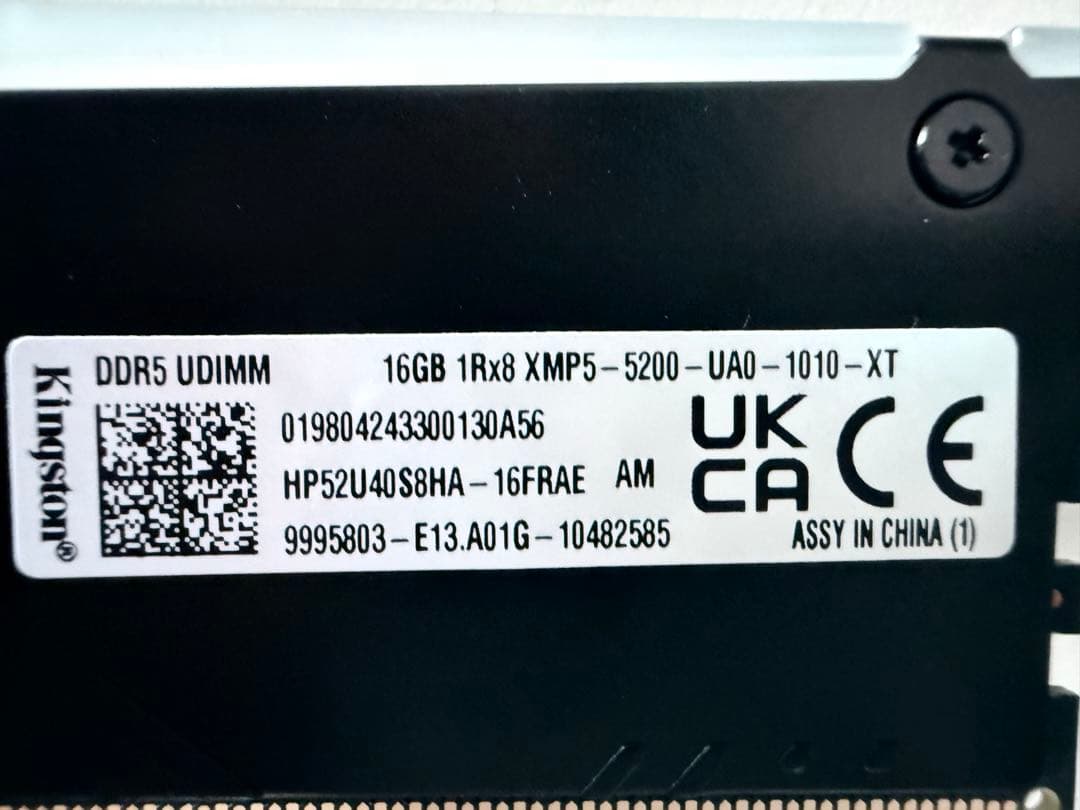 Kingston®
DDR5 UDIMM 16GB 1Rx8 XMP5-5200-UA0-1010-XT
019804243300130A56
HP52U40S8HA-16FRAE AM
9995803-E13.A01G-10482585
UK
CA
CE
ASSY IN CHINA (1)